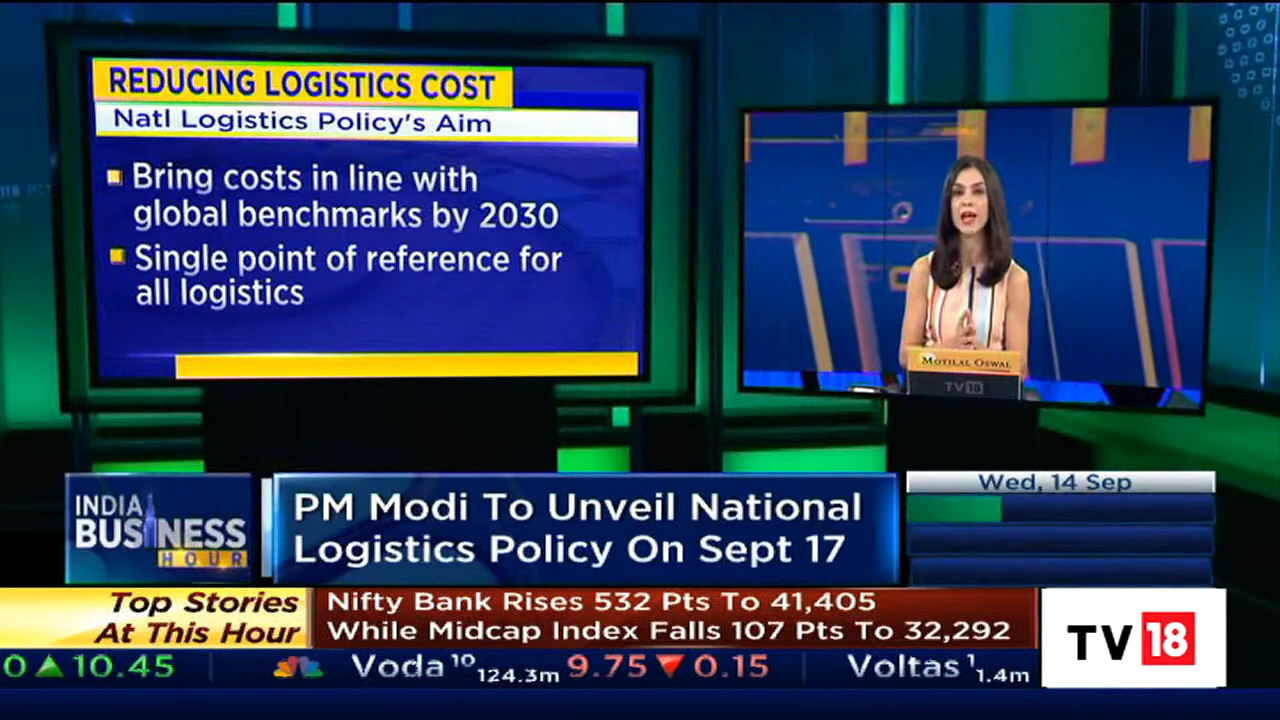 REDUCING LOGISTICS COST
Natl Logistics Policy's Aim
Bring costs in line with
global benchmarks by 2030
Single point of reference for
all logistics
MOTILAL OSWAL
TV18
INDIA
BUSINESS
HOUR
PM Modi To Unveil National
Logistics Policy On Sept 17
Wed, 14 Sep
Top Stories
At This Hour
Nifty Bank Rises 532 Pts To 41,405
While Midcap Index Falls 107 Pts To 32,292
TV18
0 ▲ 10.45 Voda 10 124.3m 9.75 ▼ 0.15 Voltas 1 1.4m